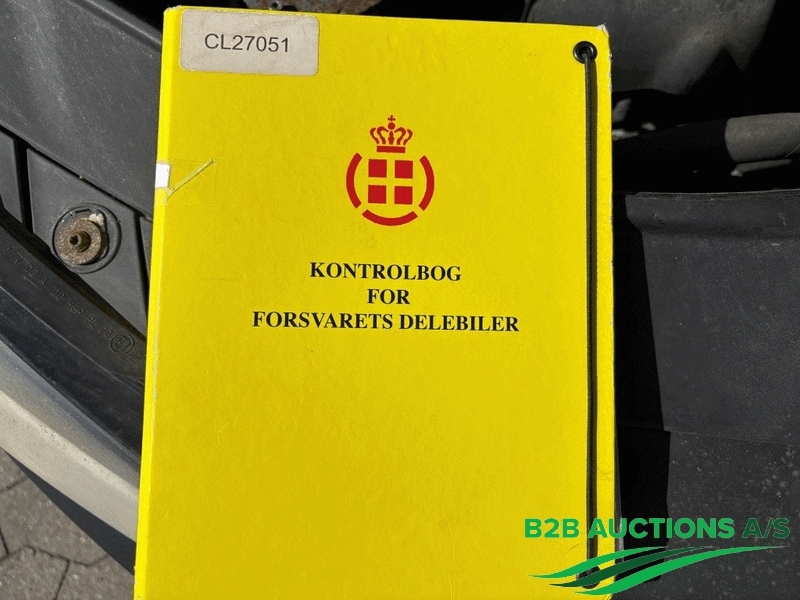 CL27051
KONTROLBOG
FOR
FORSVARETS DELEBILER
B2B AUCTIONS A/S